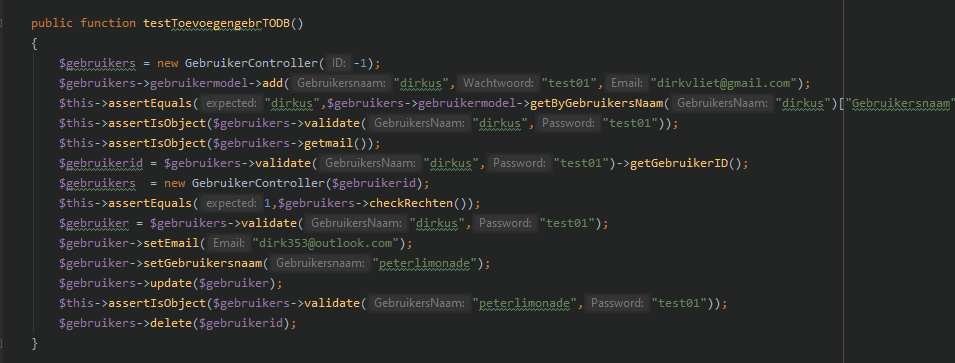 public function testToevoegengebrTODB()
{
$gebruikers = new GebruikerController( ID: -1);
$gebruikers->gebruikermodel->add( Gebruikersnaam: "dirkus", Wachtwoord: "test01", Email: "dirkvliet@gmail.com");
$this->assertEquals( expected: "dirkus",$gebruikers->gebruikermodel->getByGebruikersNaam( GebruikersNaam: "dirkus")["Gebruikersnaam"
$this->assertIsObject($gebruikers->validate( GebruikersNaam: "dirkus", Password: "test01"));
$this->assertIsObject($gebruikers->getmail());
$gebruikerid = $gebruikers->validate( GebruikersNaam: "dirkus", Password: "test01")->getGebruikerID();
$gebruikers = new GebruikerController($gebruikerid);
$this->assertEquals( expected: 1,$gebruikers->checkRechten());
$gebruiker = $gebruikers->validate( GebruikersNaam: "dirkus", Password: "test01");
$gebruiker->setEmail( Email: "dirk353@outlook.com");
$gebruiker->setGebruikersnaam( Gebruikersnaam: "peterlimonade");
$gebruikers->update($gebruiker);
$this->assertIsObject($gebruikers->validate( GebruikersNaam: "peterlimonade", Password: "test01"));
$gebruikers->delete($gebruikerid);
}